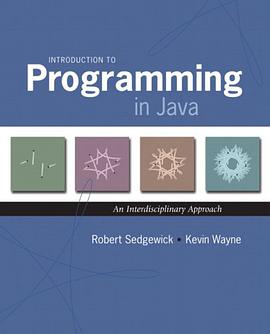 INTRODUCTION TO
Programming
in Java
An Interdisciplinary Approach
Robert Sedgewick • Kevin Wayne